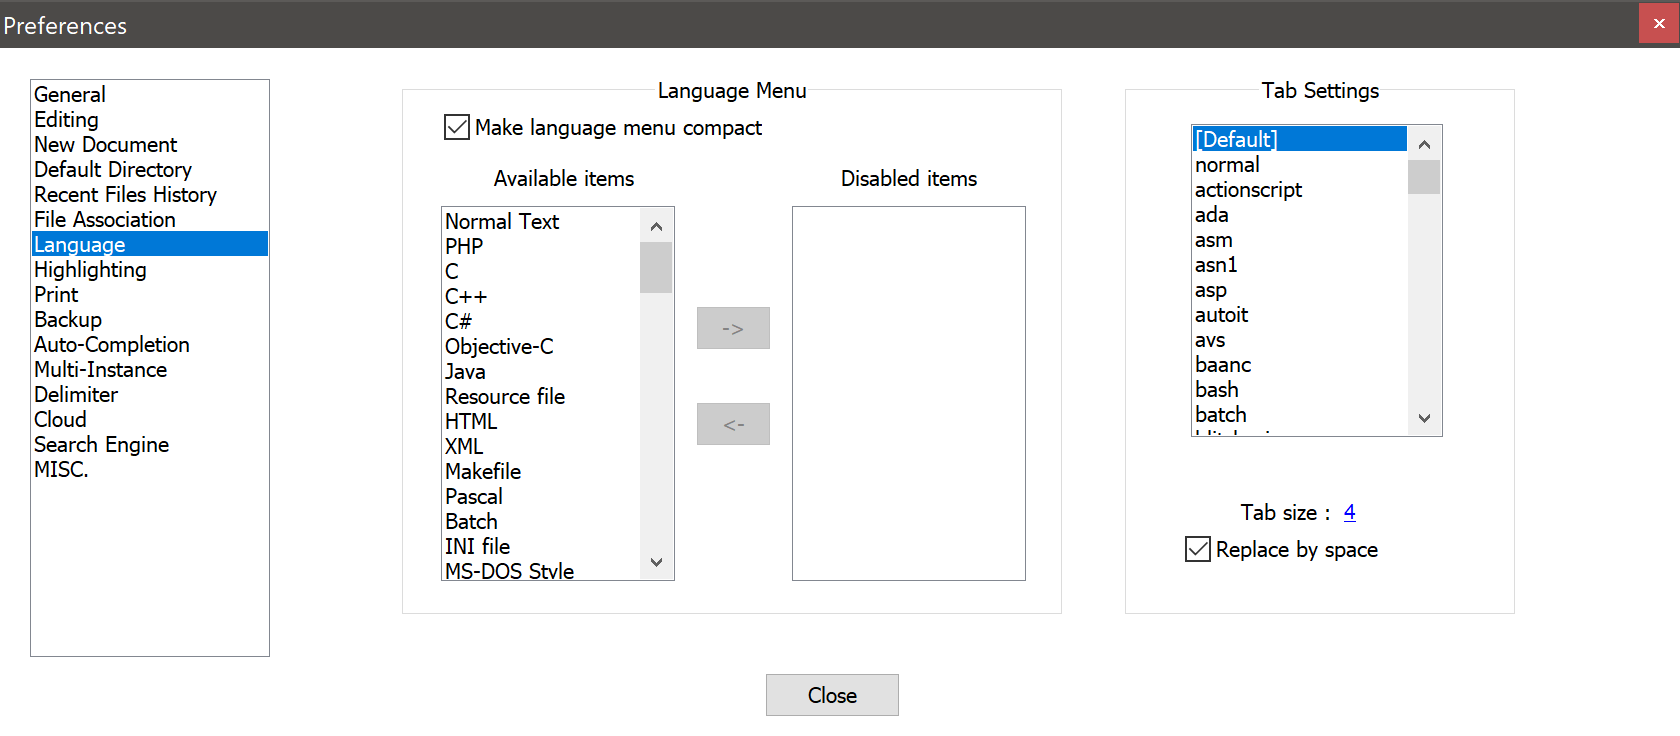 Preferences
General
Editing
New Document
Default Directory
Recent Files History
File Association
Language
Highlighting
Print
Backup
Auto-Completion
Multi-Instance
Delimiter
Cloud
Search Engine
MISC.
Language Menu
Make language menu compact
Available items
Normal Text
PHP
C
C++
C#
Objective-C
Java
Resource file
HTML
XML
Makefile
Pascal
Batch
INI file
MS-DOS Style
->
<-
Disabled items
Tab Settings
[Default]
normal
actionscript
ada
asm
asn1
asp
autoit
avs
baanc
bash
batch
Tab size : 4
Replace by space
Close